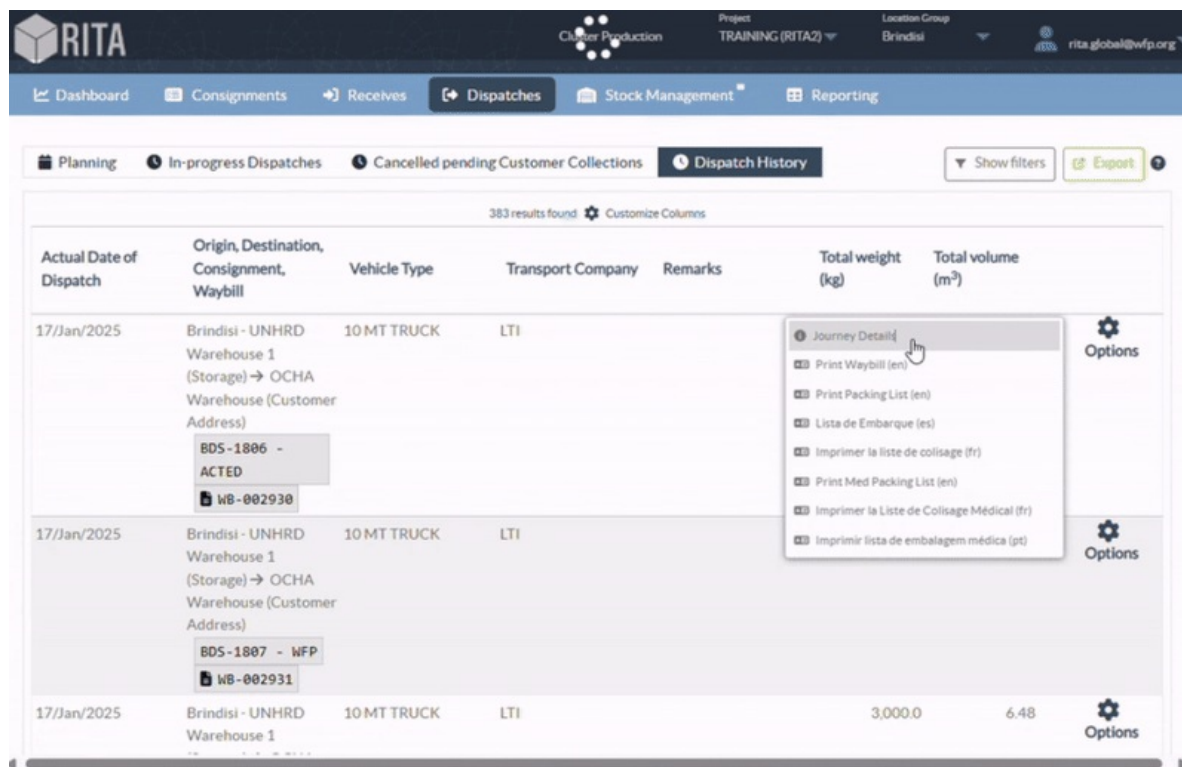 RITA
Cluster Production
Project
TRAINING (RITA2)
Location Group
Brindisi
rita.global@wfp.org
Dashboard
Consignments
Receives
Dispatches
Stock Management
Reporting
Planning
In-progress Dispatches
Cancelled pending Customer Collections
Dispatch History
Show filters
Export
383 results found Customize Columns
Actual Date of
Dispatch
Origin, Destination,
Consignment,
Waybill
Vehicle Type
Transport Company
Remarks
Total weight
(kg)
Total volume
(m³)
17/Jan/2025
Brindisi - UNHRD
Warehouse 1
(Storage) → OCHA
Warehouse (Customer
Address)
BDS-1806 -
ACTED
WB-002930
10 MT TRUCK
LTI
Journey Details
Print Waybill (en)
Print Packing List (en)
Lista de Embarque (es)
Imprimer la liste de colisage (fr)
Print Med Packing List (en)
Imprimer la Liste de Colisage Médical (fr)
Imprimir lista de embalagem médica (pt)
Options
17/Jan/2025
Brindisi - UNHRD
Warehouse 1
(Storage) → OCHA
Warehouse (Customer
Address)
BDS-1807 - WFP
WB-002931
10 MT TRUCK
LTI
Options
17/Jan/2025
Brindisi - UNHRD
Warehouse 1
10 MT TRUCK
LTI
3,000.0
6.48
Options